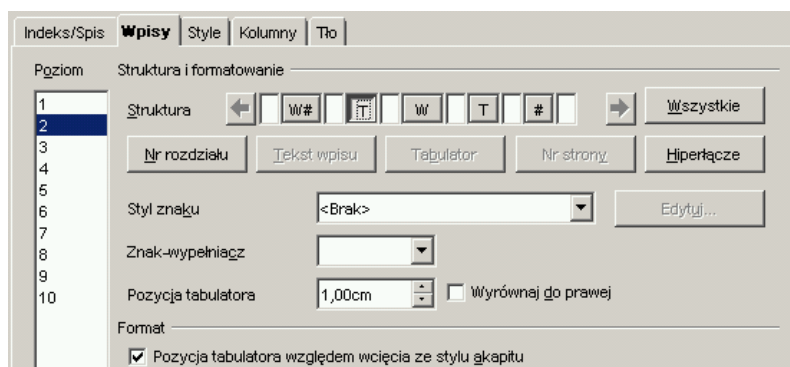 Indeks/Spis Wpisy Style Kolumny Tło
Poziom Struktura i formatowanie
1
2
3
4
5
6
7
8
9
10
Struktura W# T W T # Wszystkie
Nr rozdziału Tekst wpisu Tabulator Nr strony Hiperłącze
Styl znaku <Brak> Edytuj...
Znak-wypełniacz
Pozycja tabulatora 1,00cm Wyrównaj do prawej
Format
Pozycja tabulatora względem wcięcia ze stylu akapitu